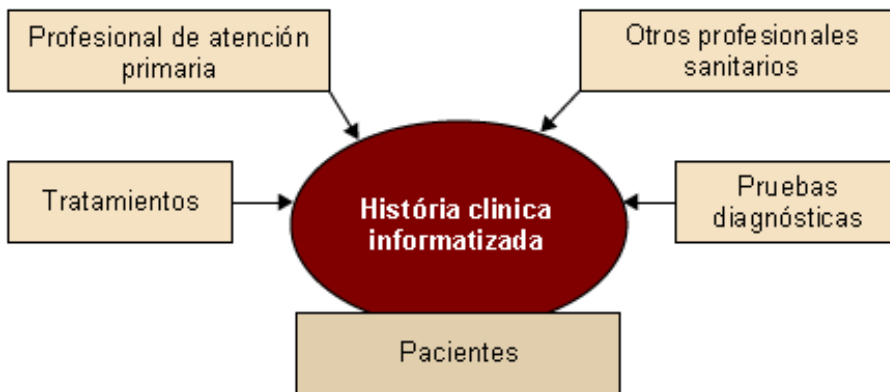 Profesional de atención
primaria
Otros profesionales
sanitarios
Tratamientos
História clinica
informatizada
Pruebas
diagnósticas
Pacientes